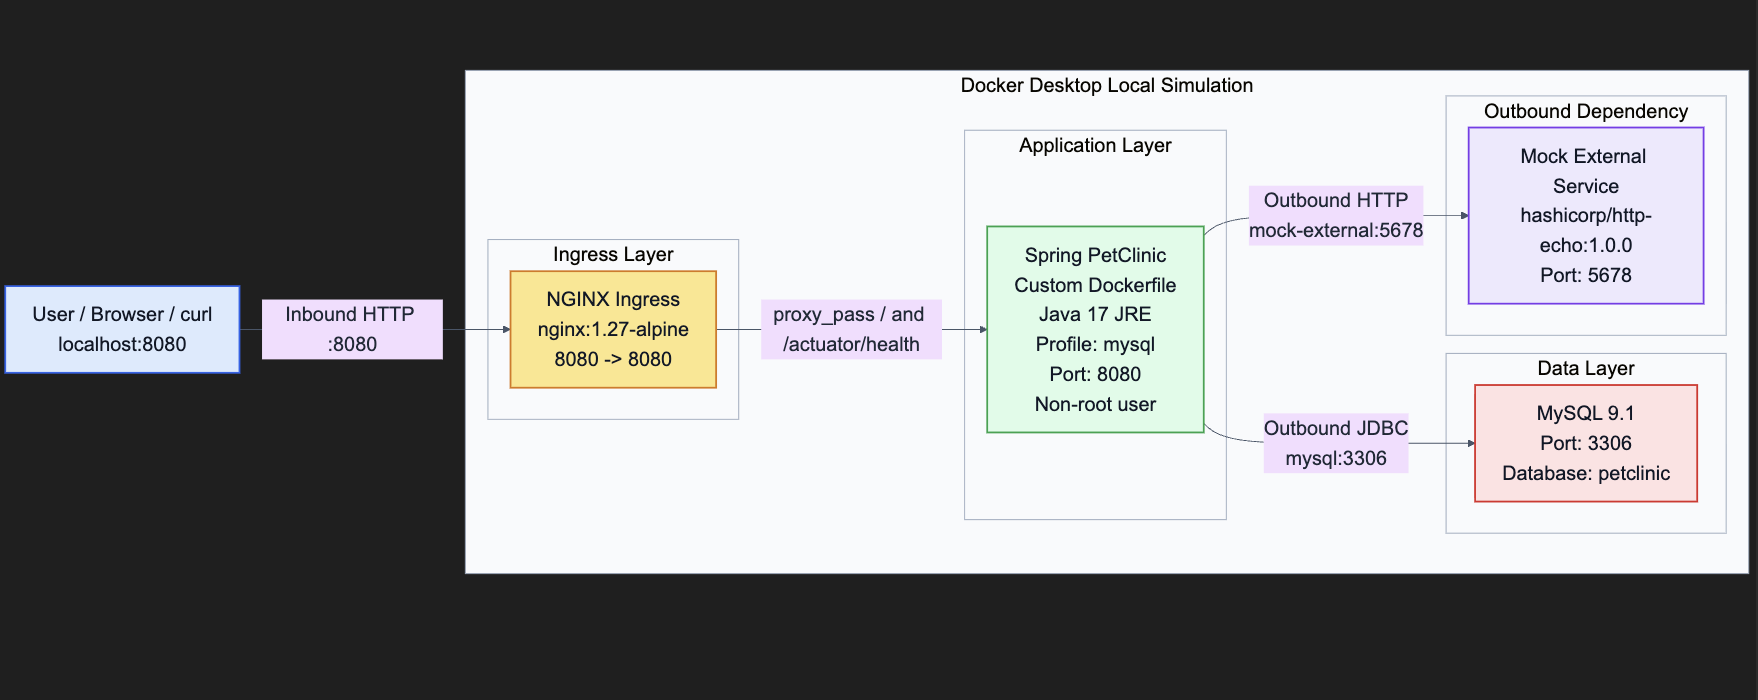 Docker Desktop Local Simulation
User / Browser / curl
localhost:8080
Inbound HTTP
:8080
Ingress Layer
NGINX Ingress
nginx:1.27-alpine
8080 -> 8080
proxy_pass / and
/actuator/health
Application Layer
Spring PetClinic
Custom Dockerfile
Java 17 JRE
Profile: mysql
Port: 8080
Non-root user
Outbound HTTP
mock-external:5678
Outbound Dependency
Mock External
Service
hashicorp/http-
echo:1.0.0
Port: 5678
Outbound JDBC
mysql:3306
Data Layer
MySQL 9.1
Port: 3306
Database: petclinic